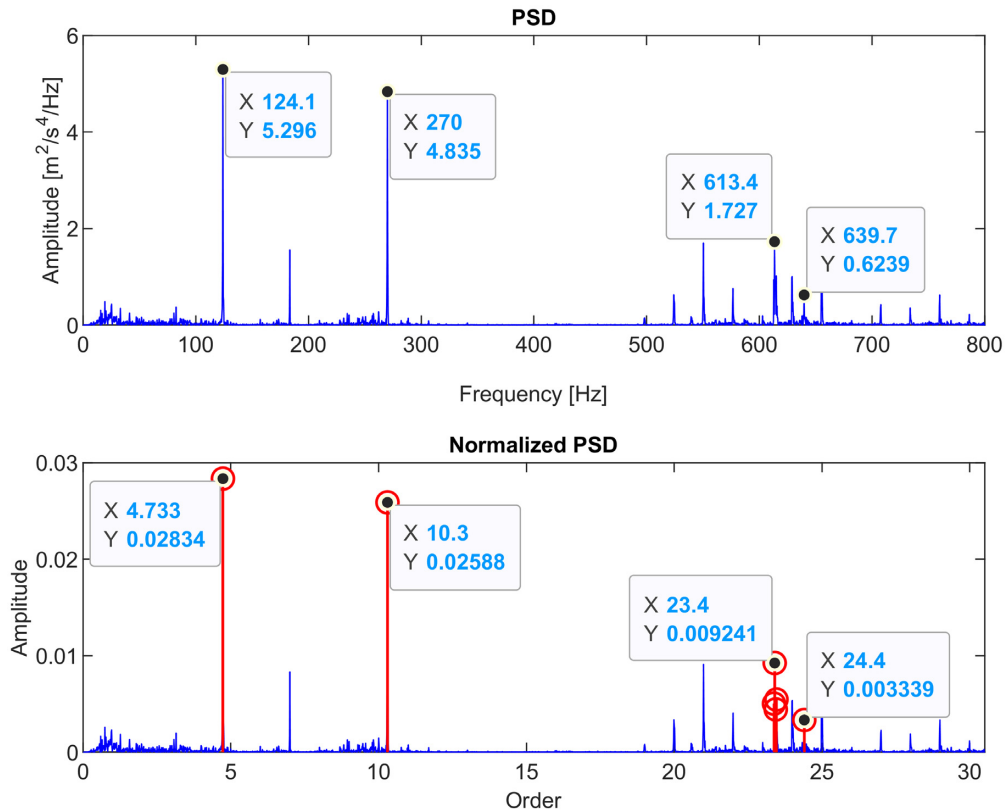 PSD
Amplitude [m²/s⁴/Hz]
6
4
2
0
X 124.1
Y 5.296
X 270
Y 4.835
X 613.4
Y 1.727
X 639.7
Y 0.6239
0 100 200 300 400 500 600 700 800
Frequency [Hz]
Normalized PSD
Amplitude
0.03
0.02
0.01
0
X 4.733
Y 0.02834
X 10.3
Y 0.02588
X 23.4
Y 0.009241
X 24.4
Y 0.003339
0 5 10 15 20 25 30
Order